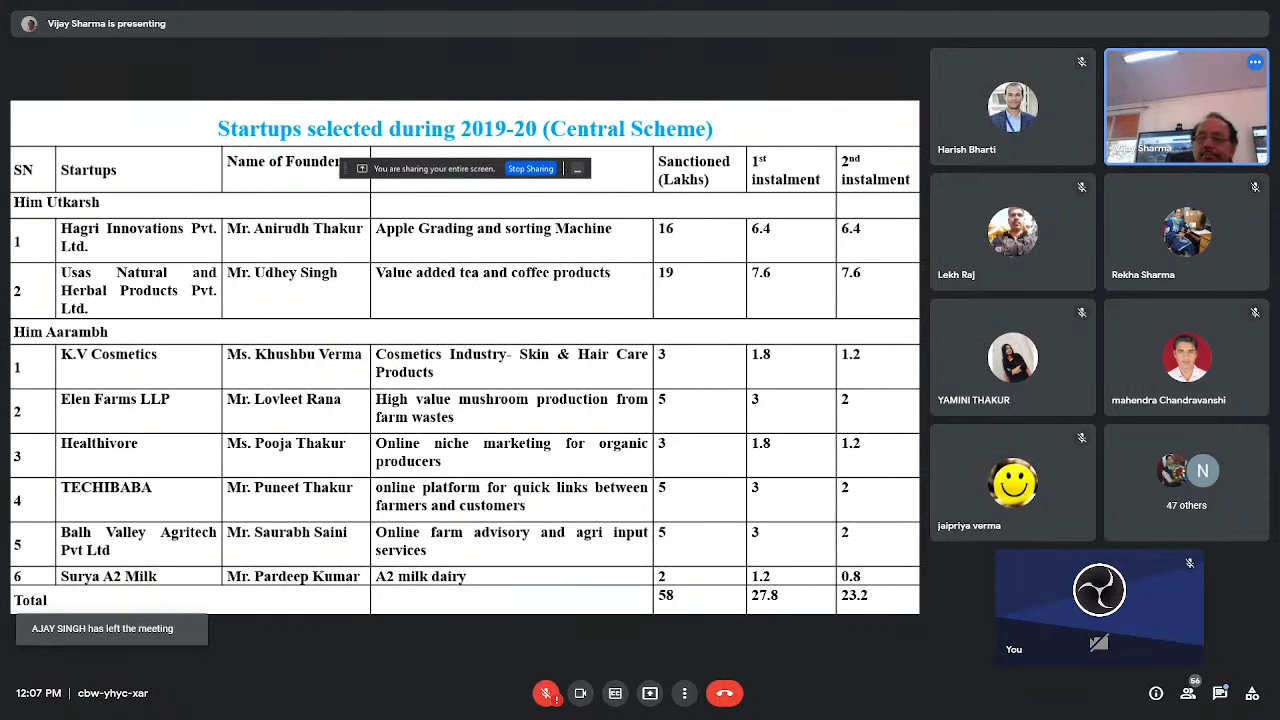 Vijay Sharma is presenting
Startups selected during 2019-20 (Central Scheme)
SN Startups Name of Founder Sanctioned (Lakhs) 1st instalment 2nd instalment
You are sharing your entire screen. Stop Sharing
Him Utkarsh
1 Hagri Innovations Pvt. Ltd. Mr. Anirudh Thakur Apple Grading and sorting Machine 16 6.4 6.4
2 Usas Natural and Herbal Products Pvt. Ltd. Mr. Udhey Singh Value added tea and coffee products 19 7.6 7.6
Him Aarambh
1 K.V Cosmetics Ms. Khushbu Verma Cosmetics Industry- Skin & Hair Care Products 3 1.8 1.2
2 Elen Farms LLP Mr. Lovleet Rana High value mushroom production from farm wastes 5 3 2
3 Healthivore Ms. Pooja Thakur Online niche marketing for organic producers 3 1.8 1.2
4 TECHIBABA Mr. Puneet Thakur online platform for quick links between farmers and customers 5 3 2
5 Balh Valley Agritech Pvt Ltd Mr. Saurabh Saini Online farm advisory and agri input services 5 3 2
6 Surya A2 Milk Mr. Pardeep Kumar A2 milk dairy 2 1.2 0.8
Total 58 27.8 23.2
AJAY SINGH has left the meeting
Harish Bharti
Vijay Sharma
Lekh Raj
Rekha Sharma
YAMINI THAKUR
mahendra Chandravanshi
jaipriya verma
N
47 others
You
12:07 PM | cbw-yhyc-xar
56